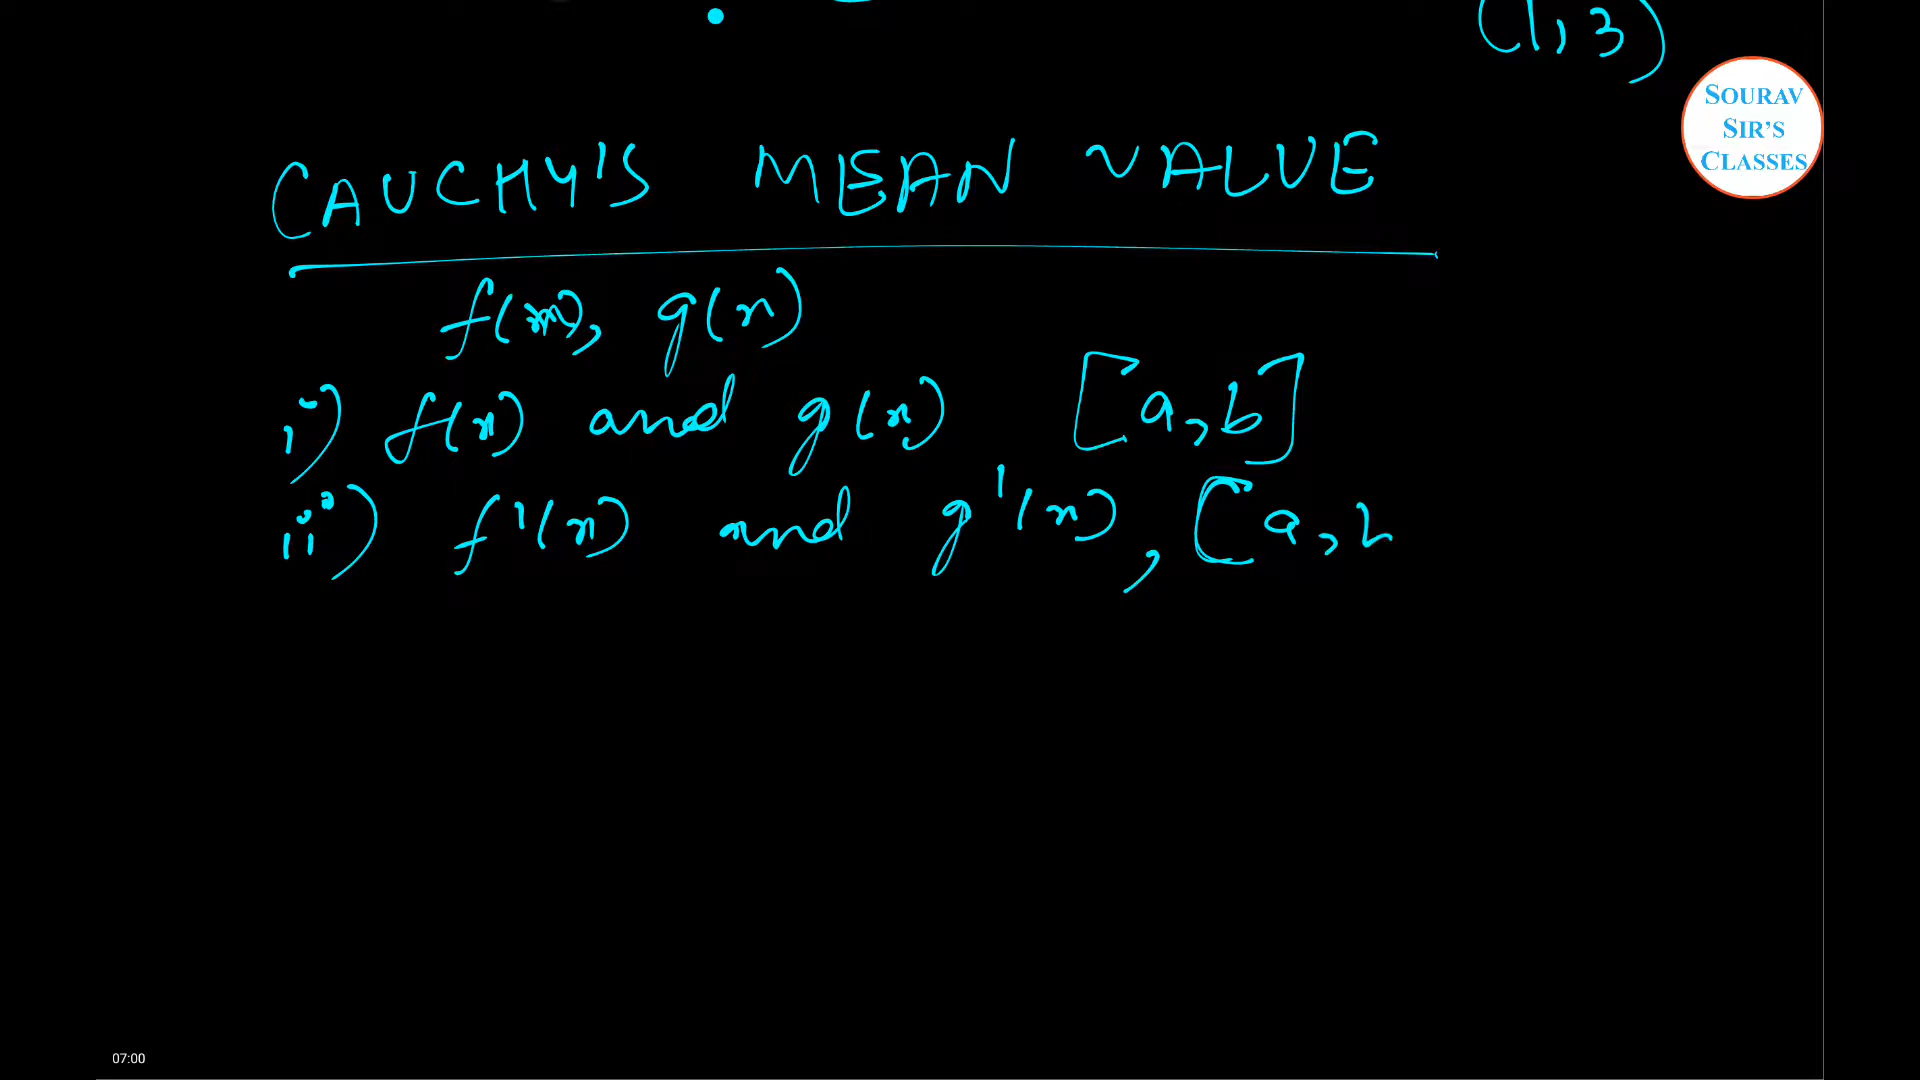 (1,3)
SOURAV
SIR'S
CLASSES
CAUCHY'S MEAN VALUE
f(x), g(x)
i) f(x) and g(x) [a,b]
ii) f'(x) and g'(x), [a,b
07:00